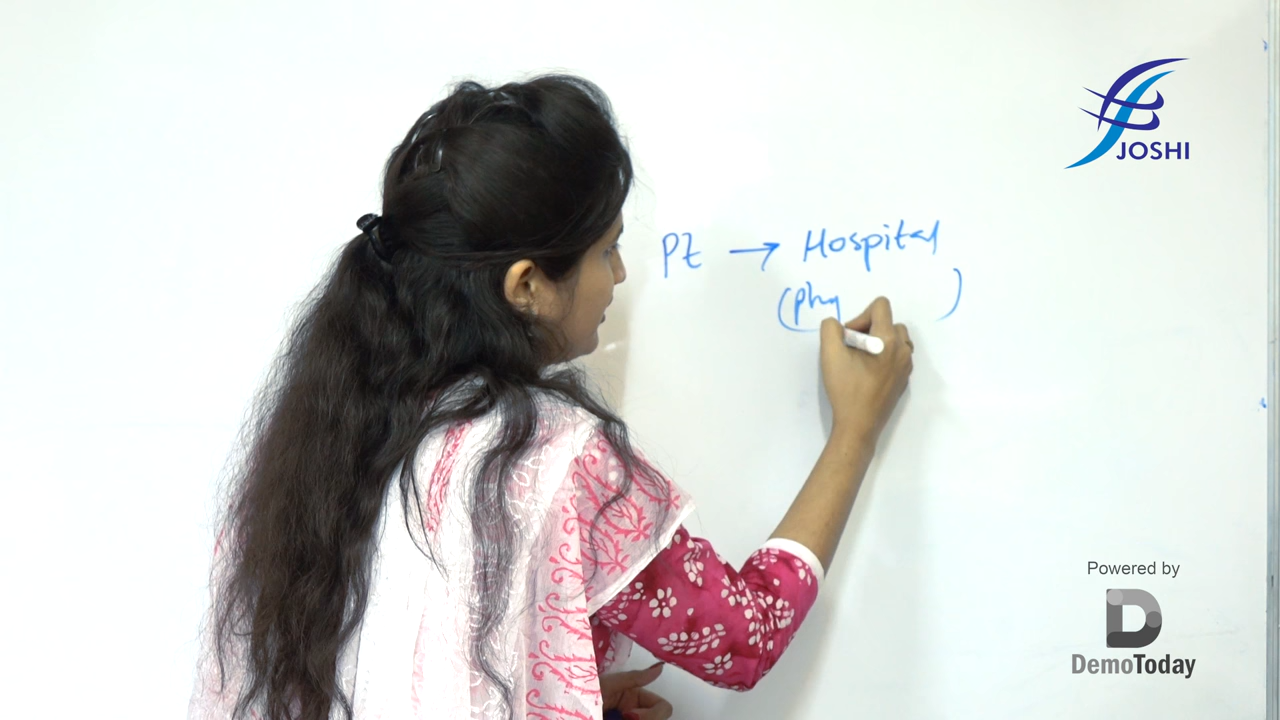 JOSHI
Pt → Hospital
(phy )
Powered by
D
DemoToday